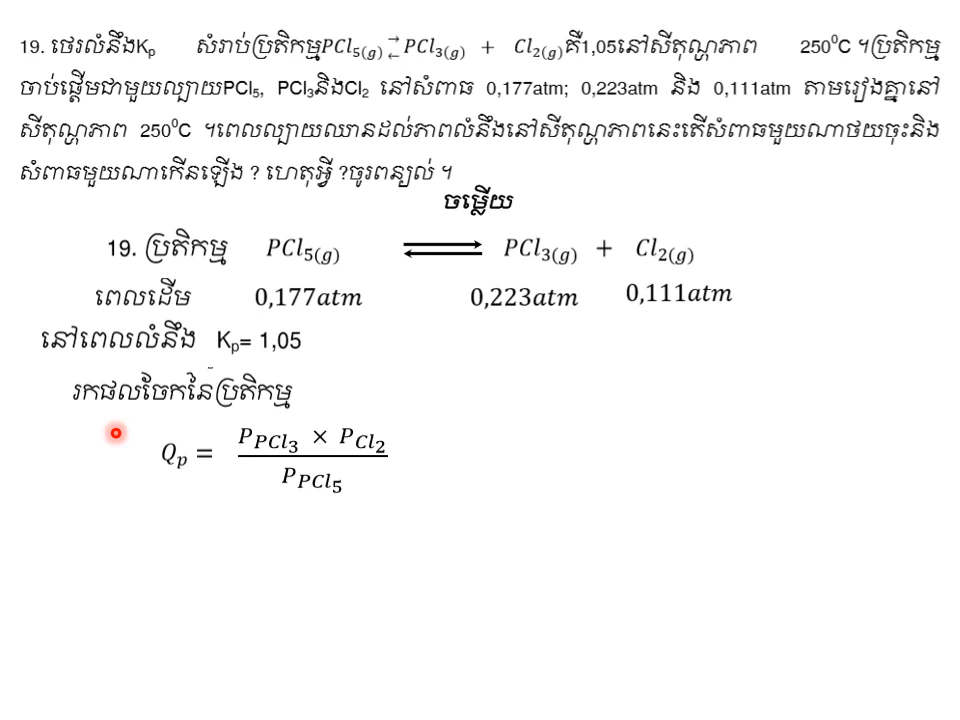 19. ថេរលំនឹងKp សំរាប់ប្រតិកម្មPCl5(g) ⇄ PCl3(g) + Cl2(g)គឺ1,05នៅសីតុណ្ហភាព 250⁰C ។ប្រតិកម្ម
ចាប់ផ្ដើមជាមួយល្បាយPCl5, PCl3និងCl2 នៅសំពាធ 0,177atm; 0,223atm និង 0,111atm តាមរៀងគ្នានៅ
សីតុណ្ហភាព 250⁰C ។ពេលល្បាយឈានដល់ភាពលំនឹងនៅសីតុណ្ហភាពនេះតើសំពាធមួយណាថយចុះនិង
សំពាធមួយណាកើនឡើង ? ហេតុអ្វី ?ចូរពន្យល់ ។
ចម្លើយ
19. ប្រតិកម្ម PCl5(g) ⇌ PCl3(g) + Cl2(g)
ពេលដើម 0,177atm 0,223atm 0,111atm
នៅពេលលំនឹង Kp= 1,05
រកផលចែកនៃប្រតិកម្ម
Qp = (P PCl3 × P Cl2) / P PCl5